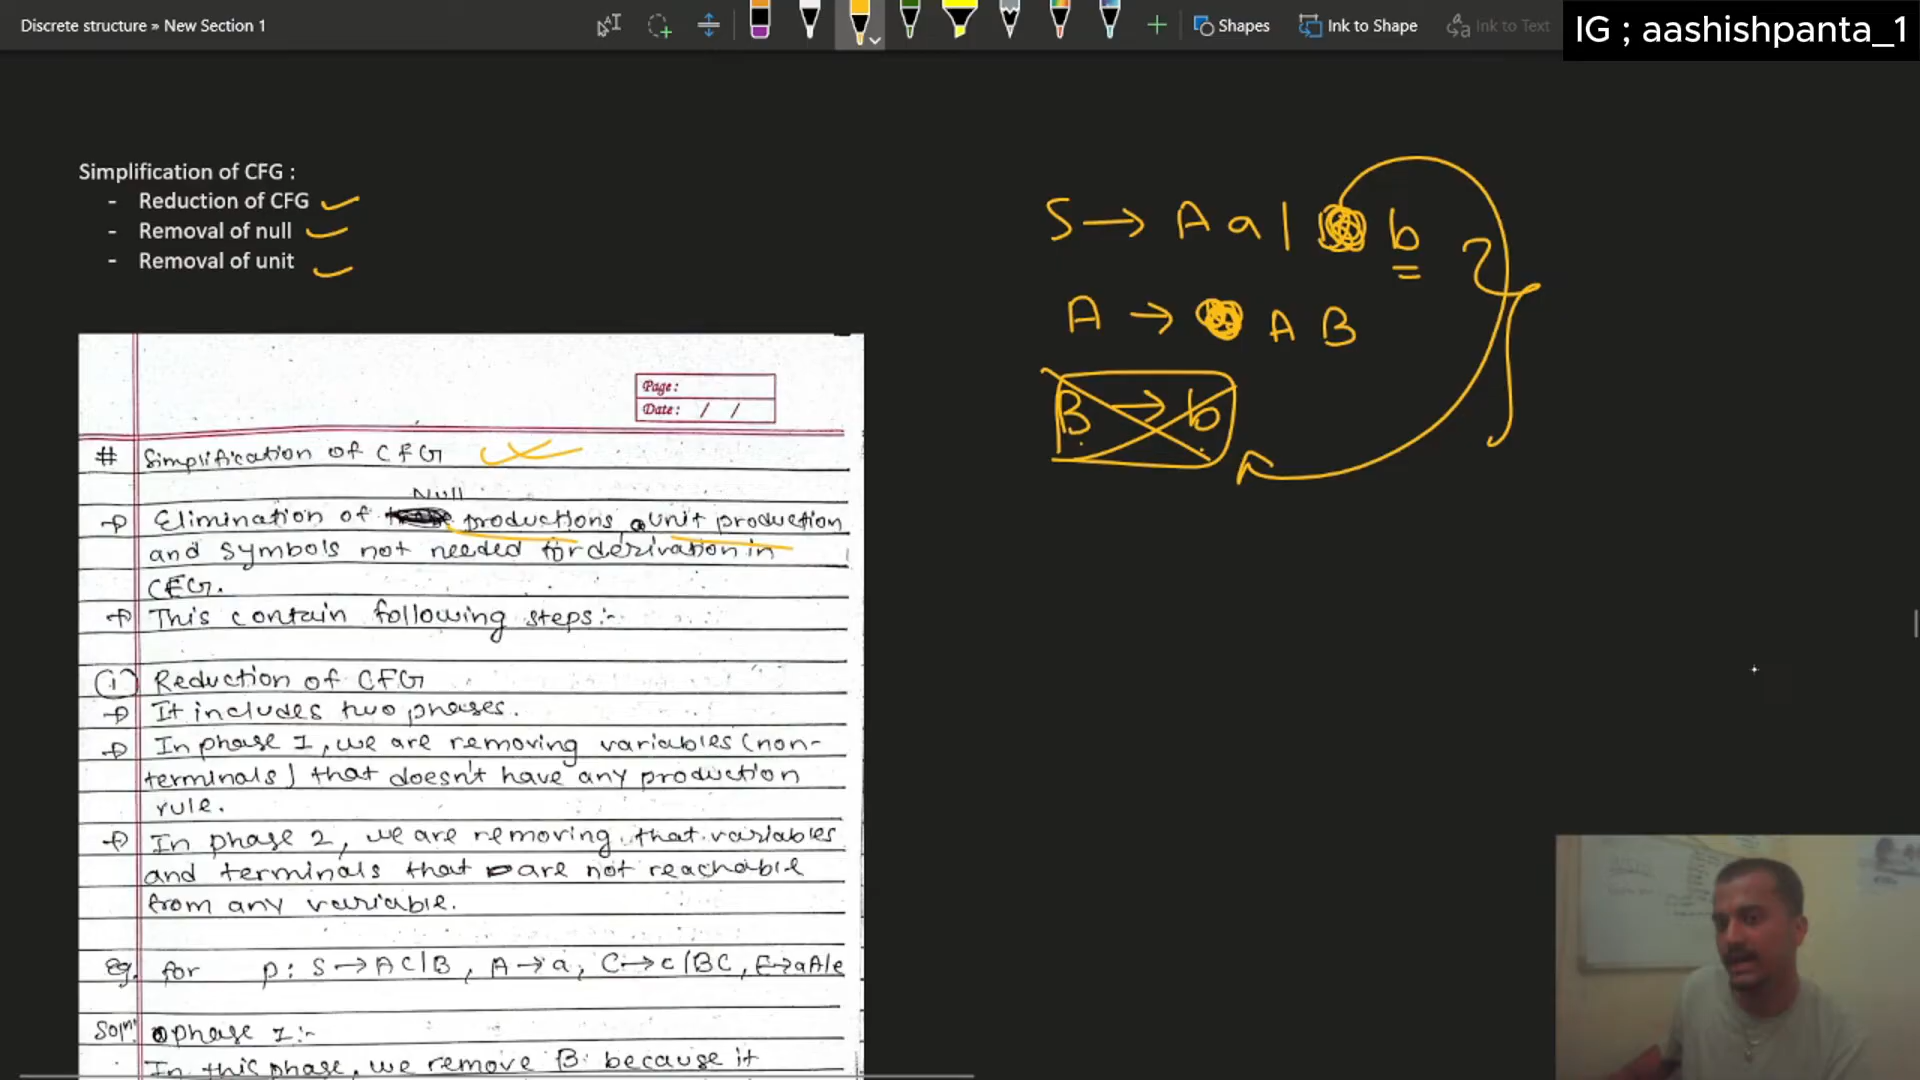 Discrete structure » New Section 1
Shapes
Ink to Shape
Ink to Text
IG ; aashishpanta_1
Simplification of CFG :
- Reduction of CFG
- Removal of null
- Removal of unit
S → A a | b
A → A B
B → b
Page :
Date : / /
# Simplification of CFG
Null
Elimination of productions, unit production
and symbols not needed for derivation in
CFG.
This contain following steps:-
(i) Reduction of CFG
It includes two phases.
In phase 1, we are removing variables (non-
terminals) that doesn't have any production
rule.
In phase 2, we are removing that variables
and terminals that are not reachable
from any variable.
Eg. for p: S→AC|B, A→a, C→c|BC, E→aA|e
Soln: phase 1:-
In this phase, we remove B because it